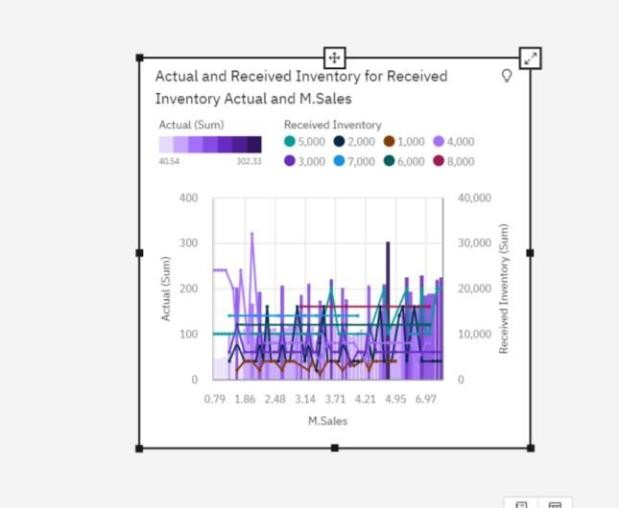 Actual and Received Inventory for Received
Inventory Actual and M.Sales
Actual (Sum)
40.54 302.33
Received Inventory
5,000 2,000 1,000 4,000
3,000 7,000 6,000 8,000
400 40,000
300 30,000
200 20,000
100 10,000
0 0
Actual (Sum)
Received Inventory (Sum)
0.79 1.86 2.48 3.14 3.71 4.21 4.95 6.97
M.Sales